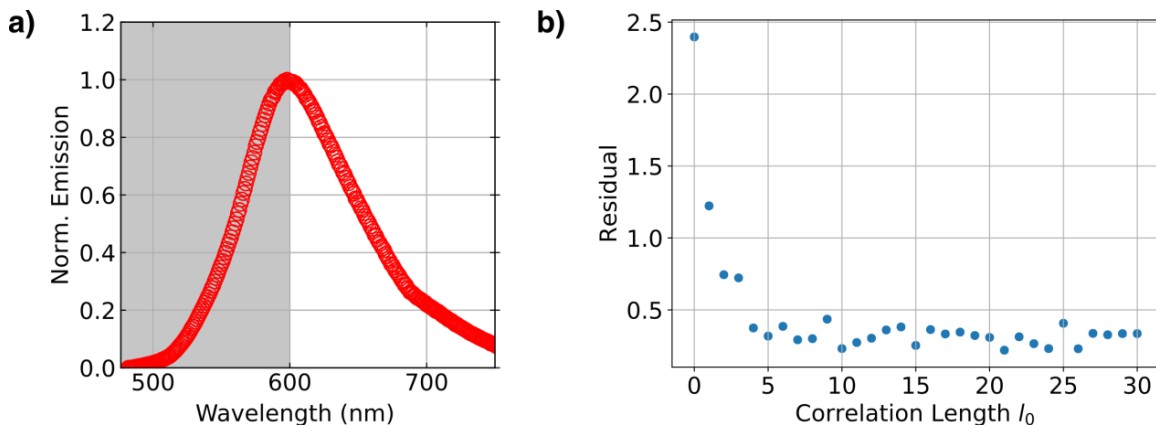 a)
1.2
1.0
0.8
0.6
0.4
0.2
0.0
Norm. Emission
500 600 700
Wavelength (nm)
b)
2.5
2.0
1.5
1.0
0.5
Residual
0 5 10 15 20 25 30
Correlation Length l₀